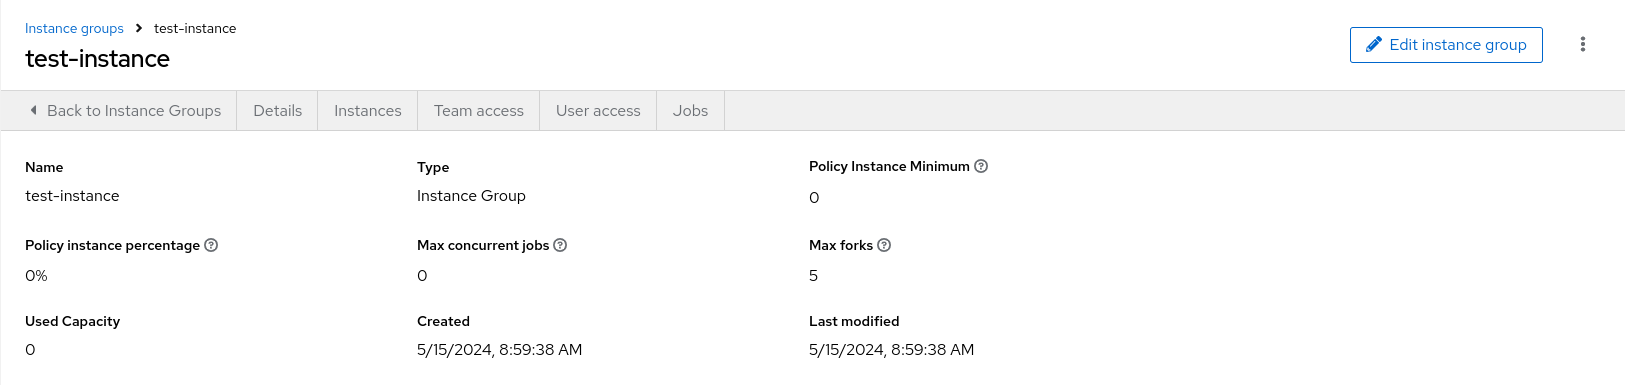 Instance groups > test-instance
test-instance
Edit instance group
Back to Instance Groups Details Instances Team access User access Jobs
Name Type Policy Instance Minimum
test-instance Instance Group 0
Policy instance percentage Max concurrent jobs Max forks
0% 0 5
Used Capacity Created Last modified
0 5/15/2024, 8:59:38 AM 5/15/2024, 8:59:38 AM